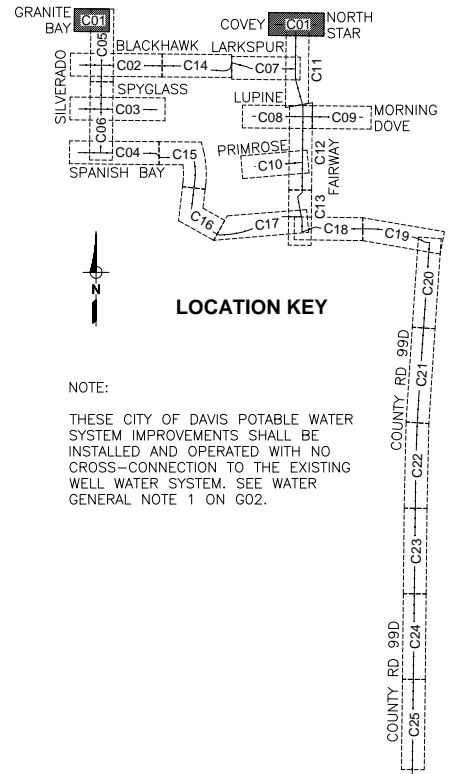 GRANITE
BAY
C01
COVEY
C01
NORTH
STAR
C05
BLACKHAWK
LARKSPUR
C02
C14
C07
C11
SILVERADO
SPYGLASS
LUPINE
C03
C08
C09
MORNING
DOVE
C06
PRIMROSE
C12
FAIRWAY
C04
C15
C10
SPANISH BAY
C13
C16
C17
C18
C19
C20
N
LOCATION KEY
COUNTY RD 99D
C21
NOTE:
THESE CITY OF DAVIS POTABLE WATER
SYSTEM IMPROVEMENTS SHALL BE
INSTALLED AND OPERATED WITH NO
CROSS-CONNECTION TO THE EXISTING
WELL WATER SYSTEM. SEE WATER
GENERAL NOTE 1 ON G02.
C22
C23
C24
COUNTY RD 99D
C25